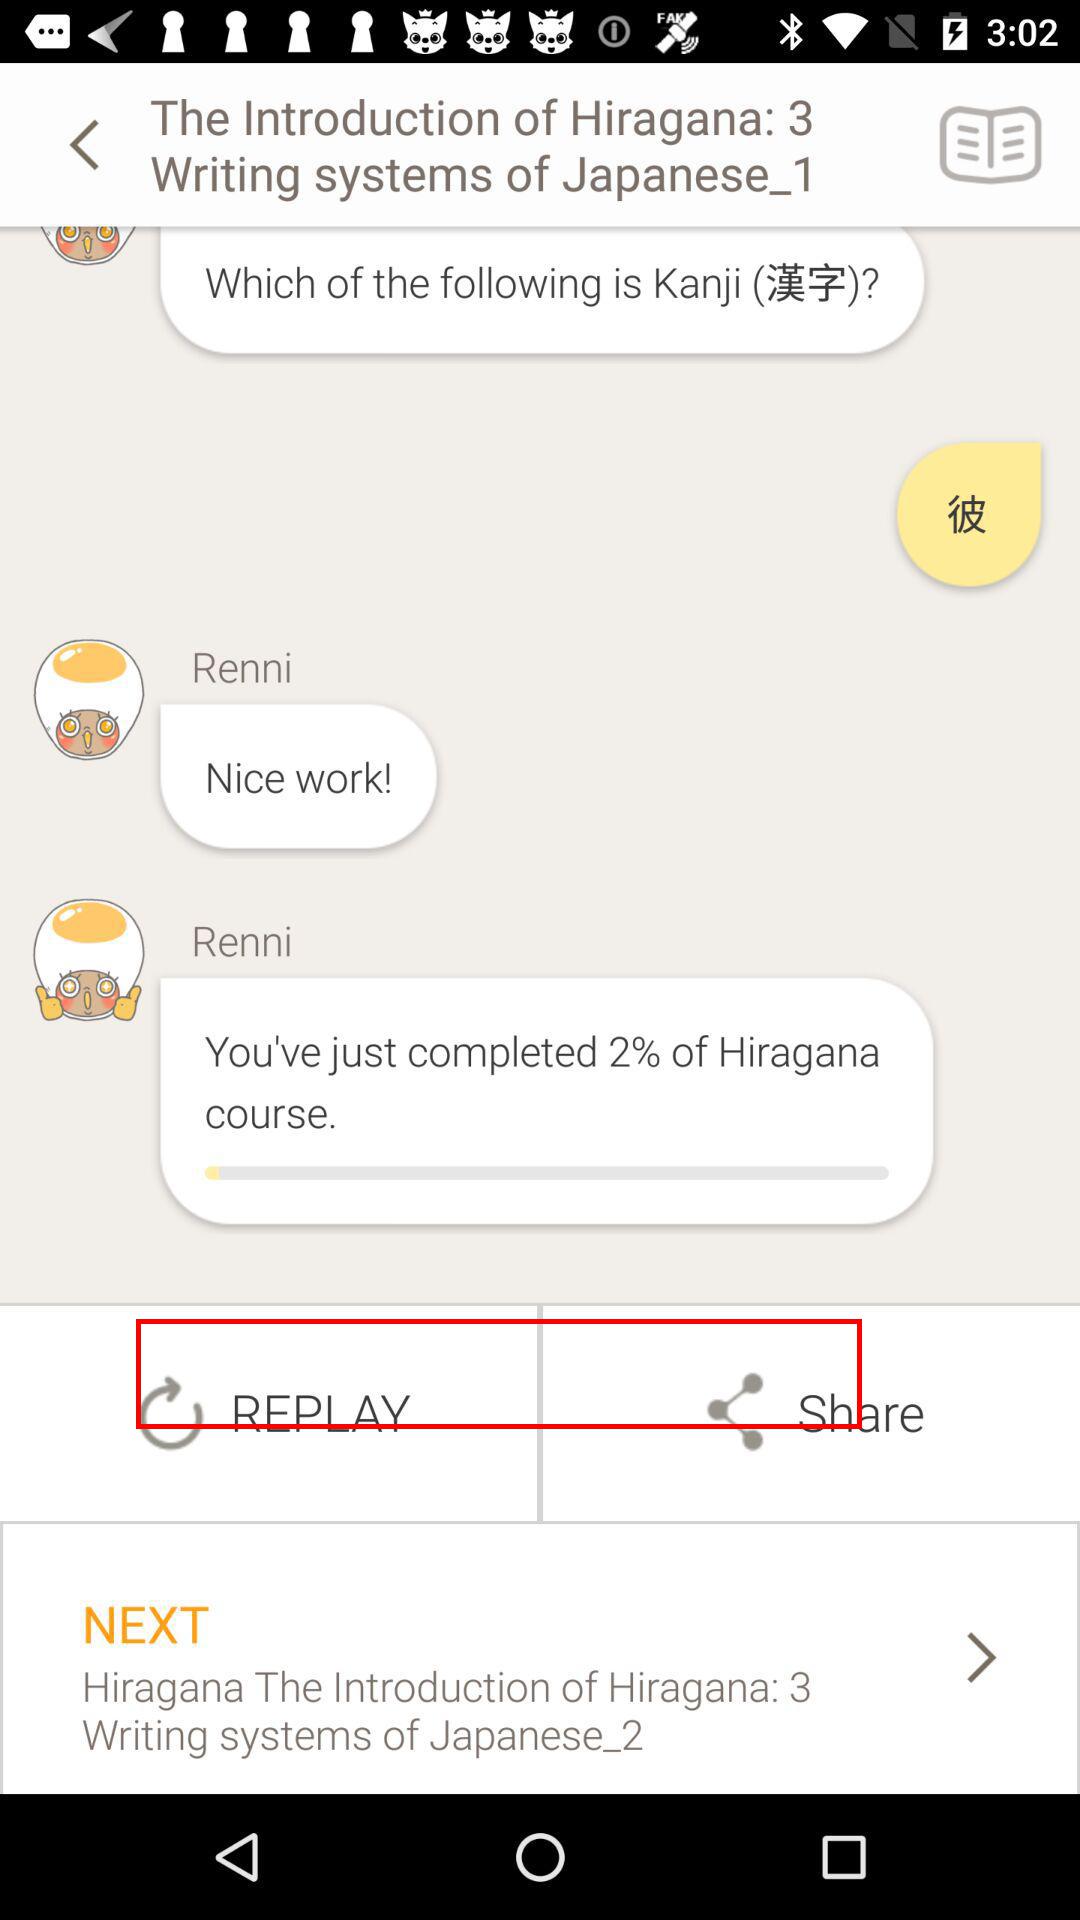 FAKE
3:02
The Introduction of Hiragana: 3
Writing systems of Japanese_1
Which of the following is Kanji (漢字)?
彼
Renni
Nice work!
Renni
You've just completed 2% of Hiragana
course.
REPLAY
Share
NEXT
Hiragana The Introduction of Hiragana: 3
Writing systems of Japanese_2